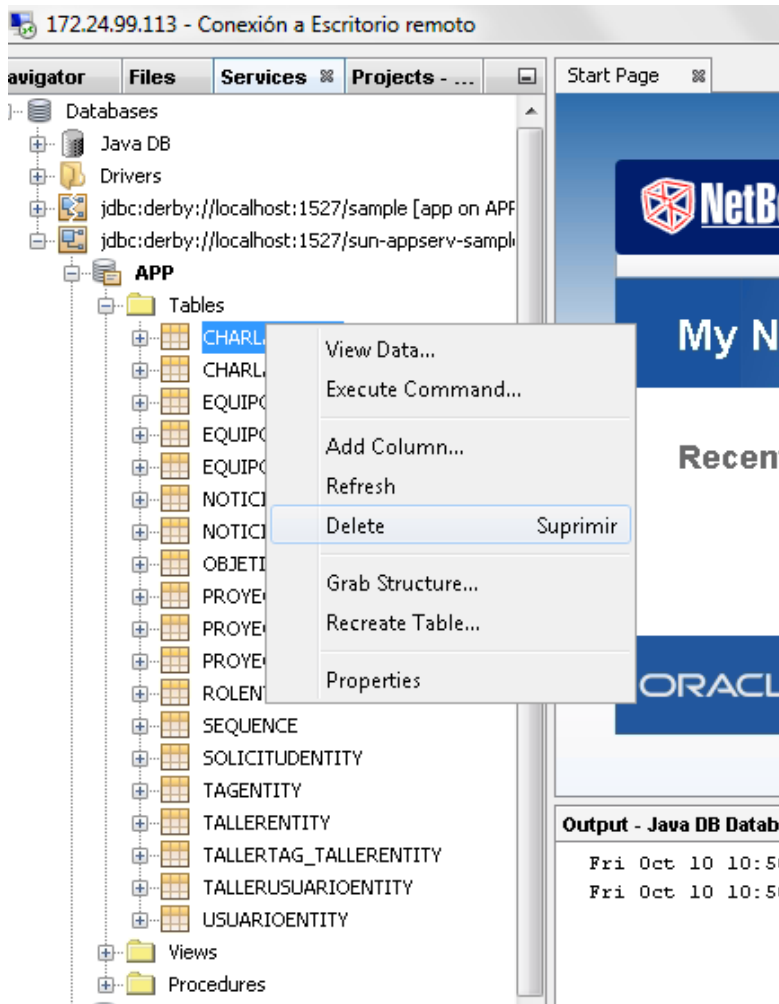 172.24.99.113 - Conexión a Escritorio remoto
avigator Files Services Projects - ... Start Page
Databases
Java DB
Drivers
jdbc:derby://localhost:1527/sample [app on APP
jdbc:derby://localhost:1527/sun-appserv-sampl
APP
Tables
CHARL
CHARL
EQUIPO
EQUIPO
EQUIPO
NOTICI
NOTICI
OBJETI
PROYE
PROYE
PROYE
ROLENT
SEQUENCE
SOLICITUDENTITY
TAGENTITY
TALLERENTITY
TALLERTAG_TALLERENTITY
TALLERUSUARIOENTITY
USUARIOENTITY
Views
Procedures
View Data...
Execute Command...
Add Column...
Refresh
Delete Suprimir
Grab Structure...
Recreate Table...
Properties
NetBe
My N
Recent
ORACL
Output - Java DB Datab
Fri Oct 10 10:5
Fri Oct 10 10:5